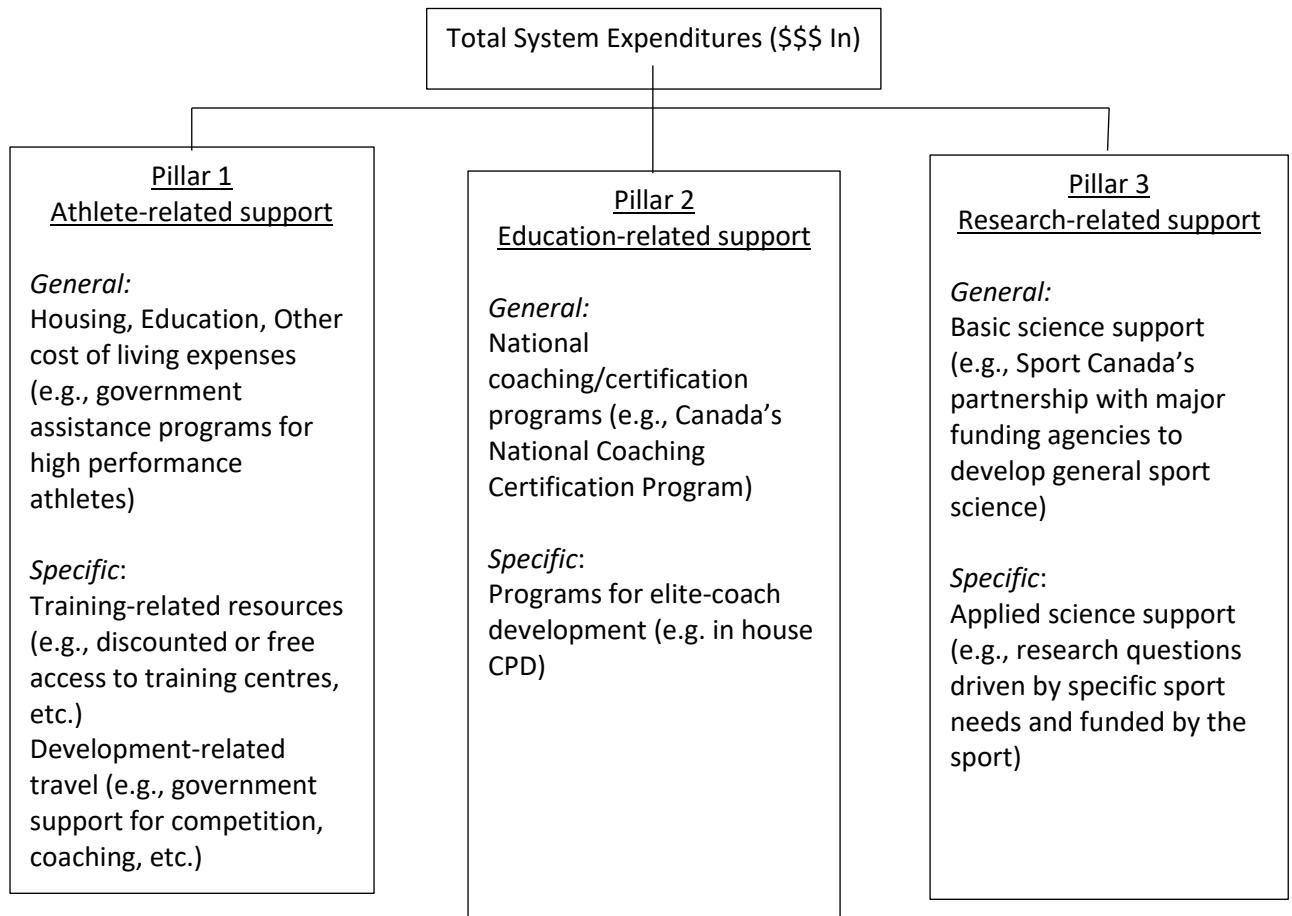 Total System Expenditures ($$$ In)
Pillar 1
Athlete-related support
General:
Housing, Education, Other
cost of living expenses
(e.g., government
assistance programs for
high performance
athletes)
Specific:
Training-related resources
(e.g., discounted or free
access to training centres,
etc.)
Development-related
travel (e.g., government
support for competition,
coaching, etc.)
Pillar 2
Education-related support
General:
National
coaching/certification
programs (e.g., Canada’s
National Coaching
Certification Program)
Specific:
Programs for elite-coach
development (e.g. in house
CPD)
Pillar 3
Research-related support
General:
Basic science support
(e.g., Sport Canada’s
partnership with major
funding agencies to
develop general sport
science)
Specific:
Applied science support
(e.g., research questions
driven by specific sport
needs and funded by the
sport)